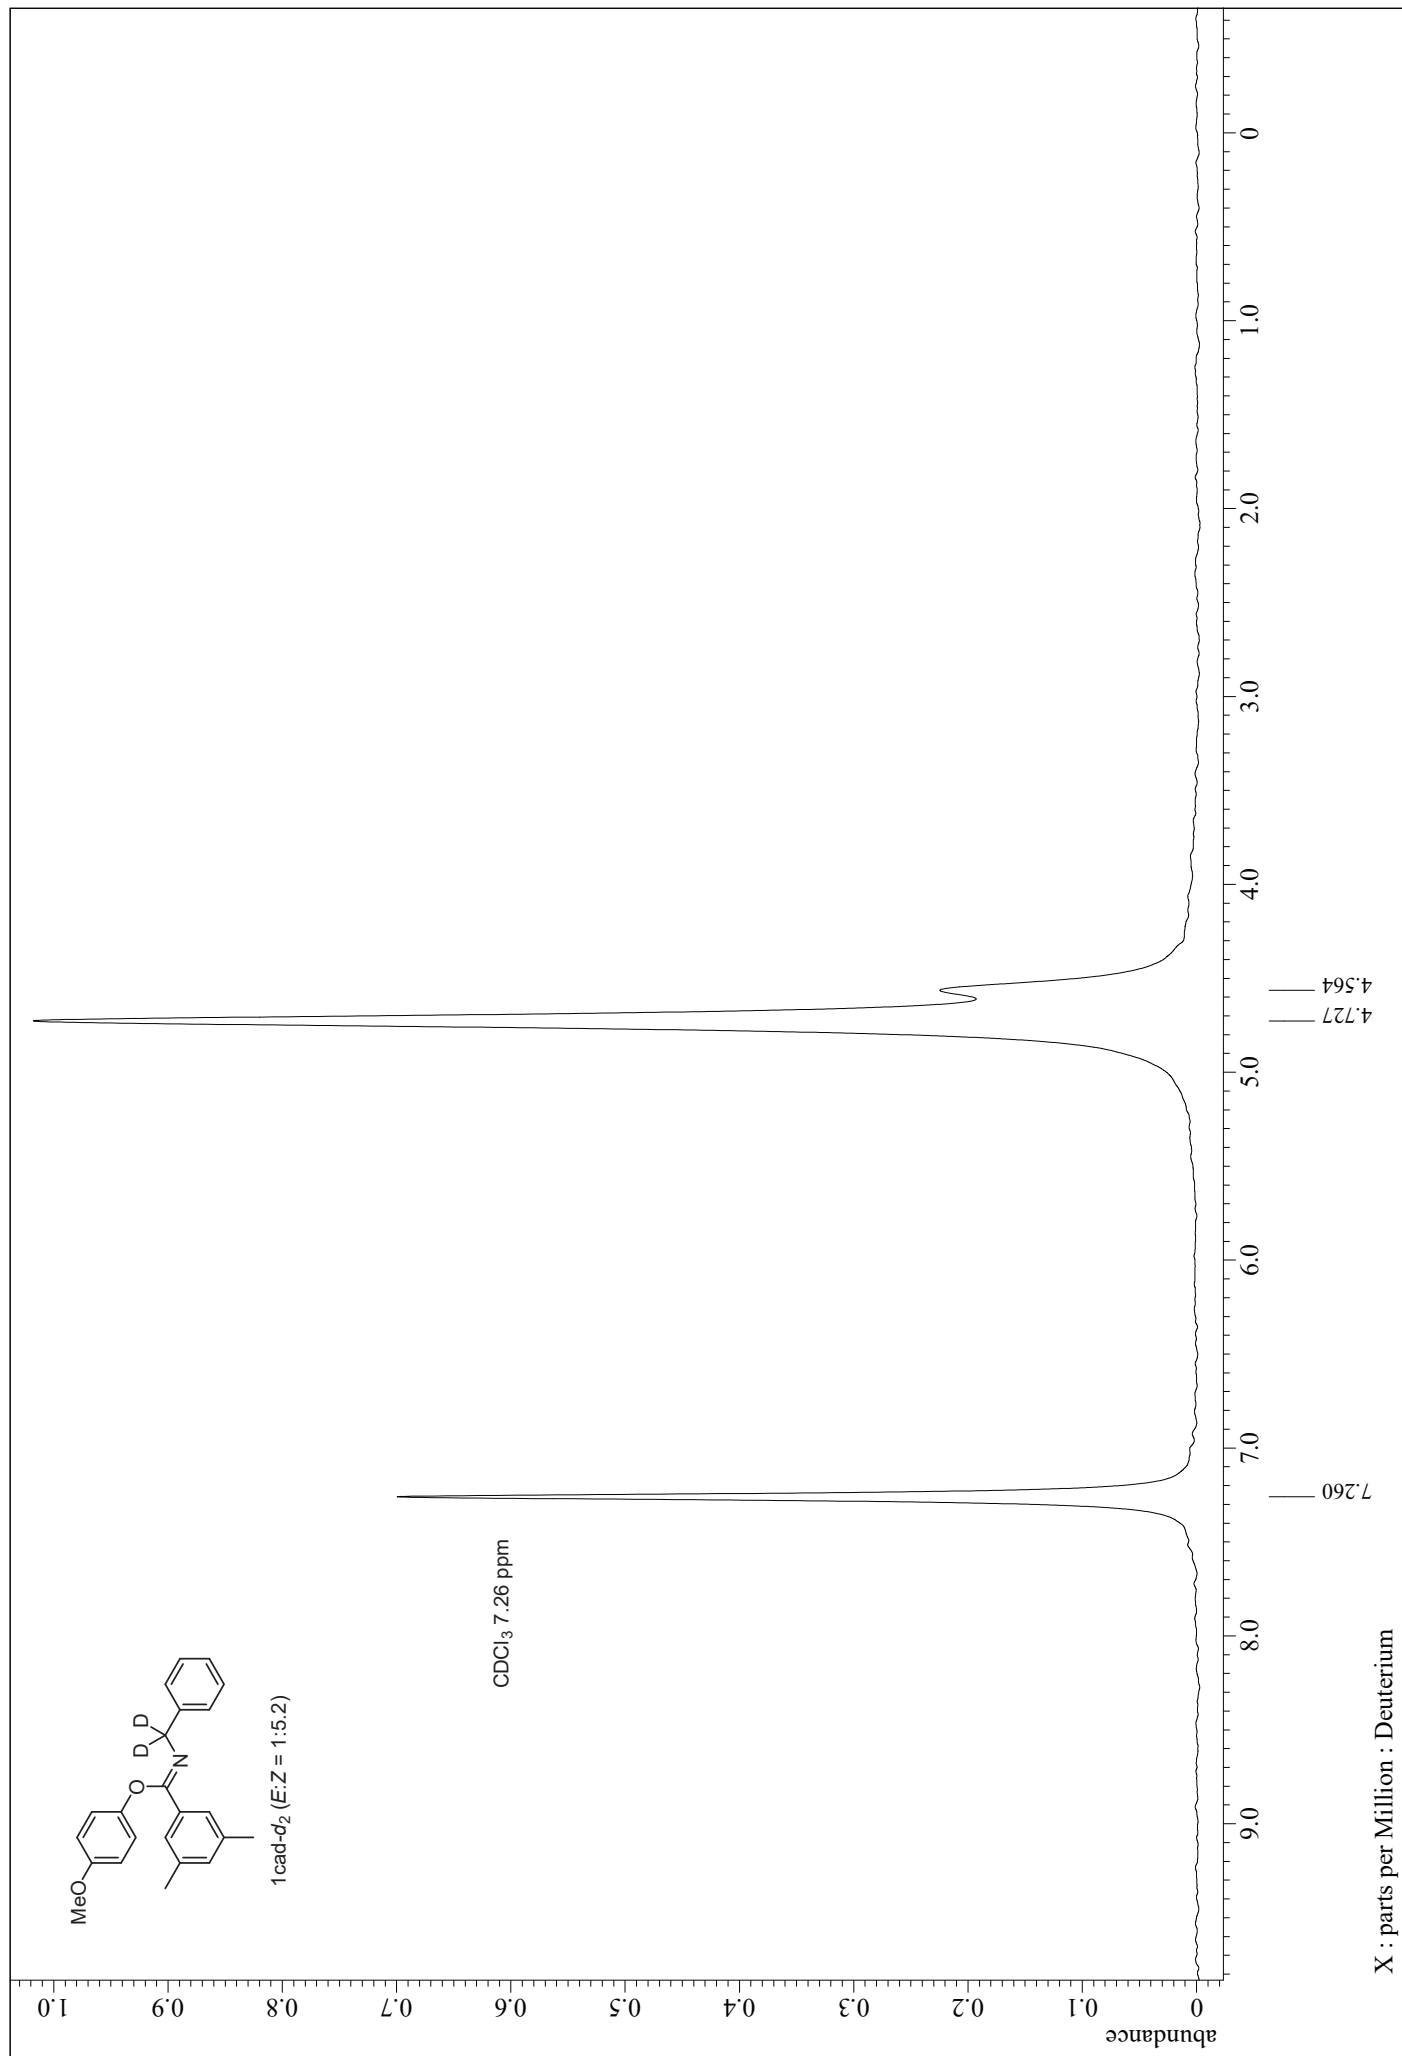 MeO
O
D
D
N
1cad-d2 (E:Z = 1:5.2)
CDCl3 7.26 ppm
abundance
0 0.1 0.2 0.3 0.4 0.5 0.6 0.7 0.8 0.9 1.0
9.0 8.0 7.0 6.0 5.0 4.0 3.0 2.0 1.0 0
7.260
4.727
4.564
X : parts per Million : Deuterium